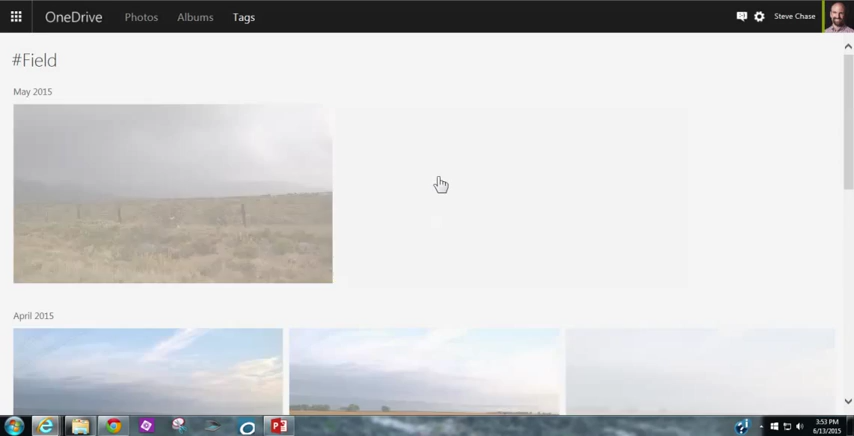 OneDrive Photos Albums Tags Steve Chase
#Field
May 2015
April 2015
3:53 PM
6/13/2015